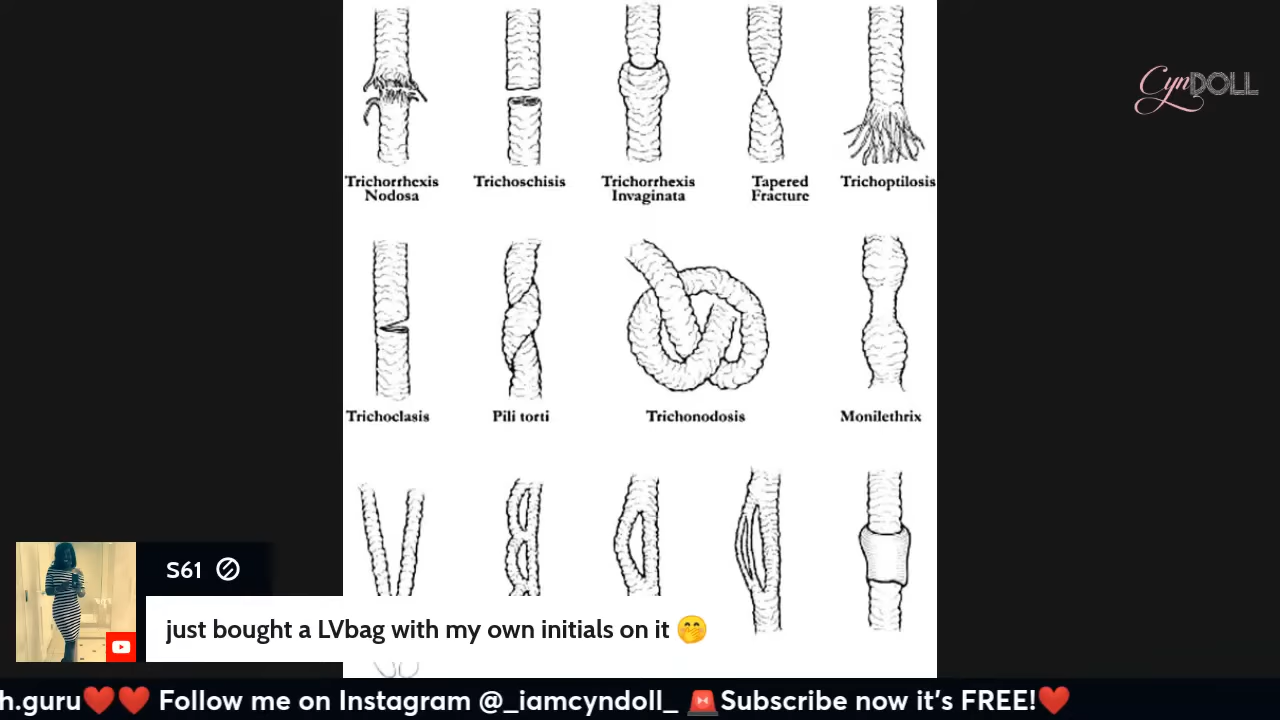 CynDOLL
Trichorrhexis
Nodosa
Trichoschisis
Trichorrhexis
Invaginata
Tapered
Fracture
Trichoptilosis
Trichoclasis
Pili torti
Trichonodosis
Monilethrix
S61
just bought a LVbag with my own initials on it 🤭
h.guru❤️❤️ Follow me on Instagram @_iamcyndoll_ 🚨Subscribe now it's FREE!❤️